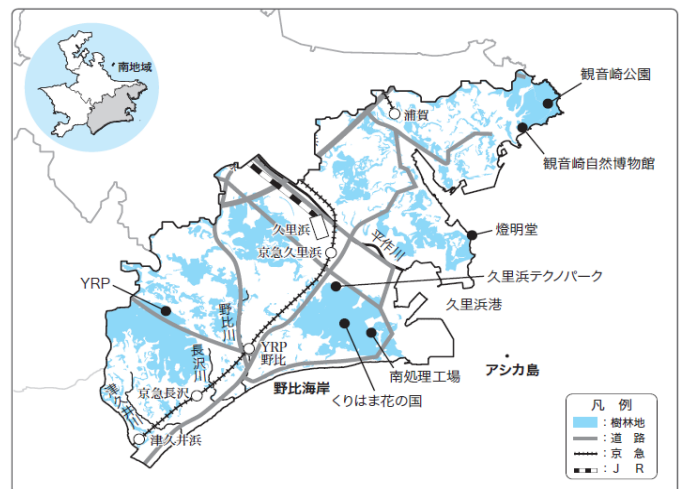 南地域
観音崎公園
浦賀
観音崎自然博物館
燈明堂
平作川
久里浜
京急久里浜
久里浜テクノパーク
久里浜港
YRP
野比川
YRP
野比
南処理工場
アシカ島
長沢川
京急長沢
野比海岸
くりはま花の国
津久井川
津久井浜
凡 例
：樹林地
：道 路
：京 急
：J R